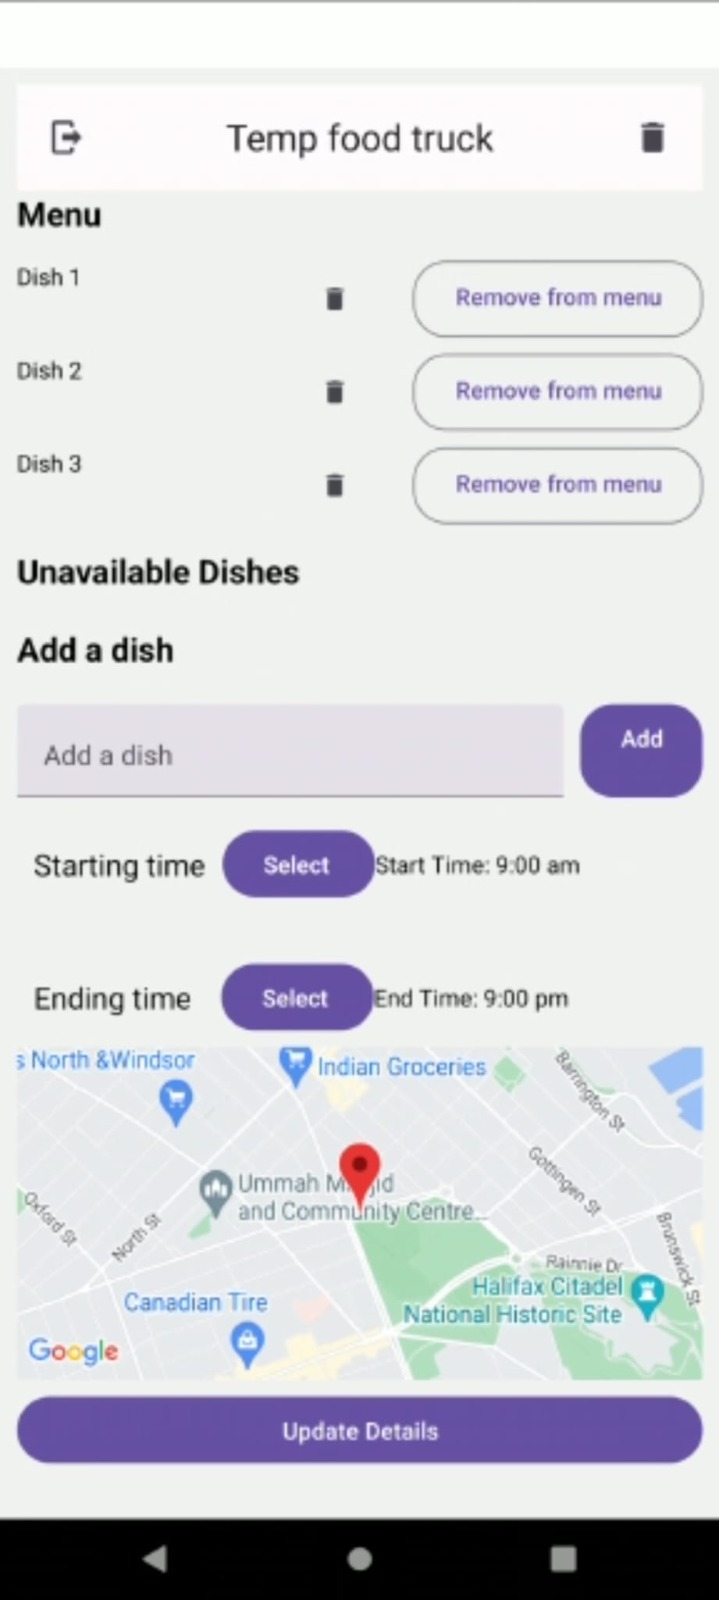 Temp food truck
Menu
Dish 1
Remove from menu
Dish 2
Remove from menu
Dish 3
Remove from menu
Unavailable Dishes
Add a dish
Add a dish
Add
Starting time
Select
Start Time: 9:00 am
Ending time
Select
End Time: 9:00 pm
s North &Windsor
Indian Groceries
Barrington St
Ummah
and Community Centre...
Gottingen St
Oxford St
North St
Brunswick St
Rainnie Dr
Canadian Tire
Halifax Citadel
National Historic Site
Google
Update Details